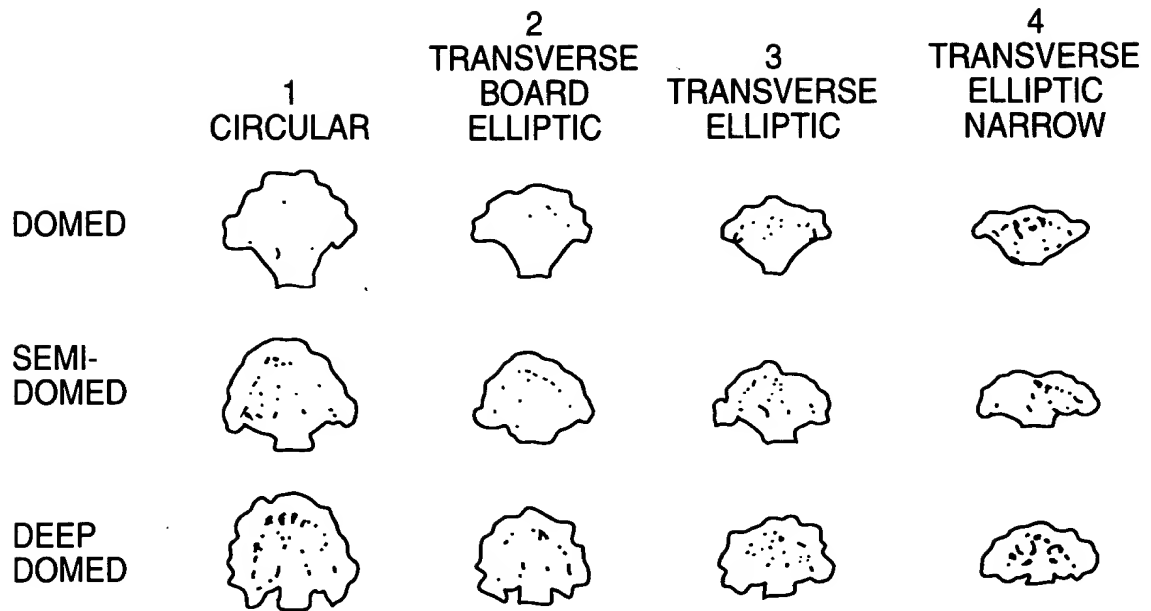 1
CIRCULAR
2
TRANSVERSE
BOARD
ELLIPTIC
3
TRANSVERSE
ELLIPTIC
4
TRANSVERSE
ELLIPTIC
NARROW
DOMED
SEMI-
DOMED
DEEP
DOMED